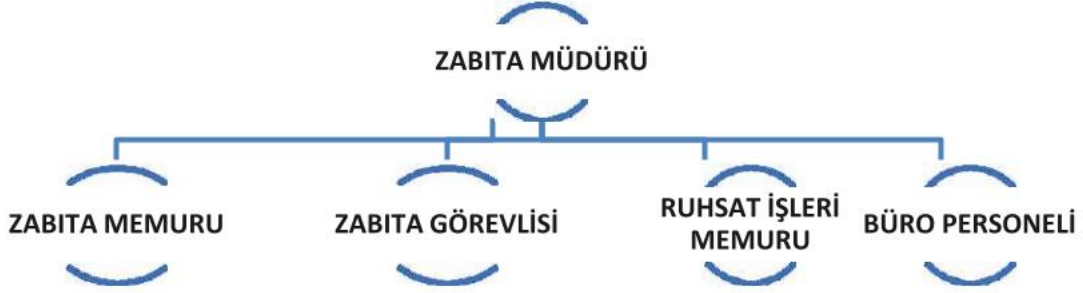 ZABITA MÜDÜRÜ
ZABITA MEMURU
ZABITA GÖREVLİSİ
RUHSAT İŞLERİ
MEMURU
BÜRO PERSONELİ